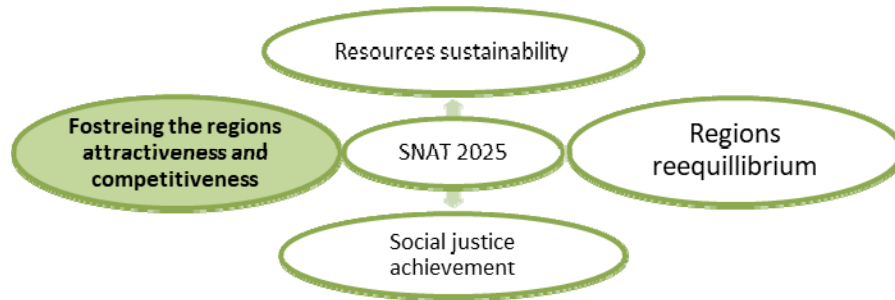 Resources sustainability
Fostreing the regions
attractiveness and
competitiveness
SNAT 2025
Regions
reequillibrium
Social justice
achievement